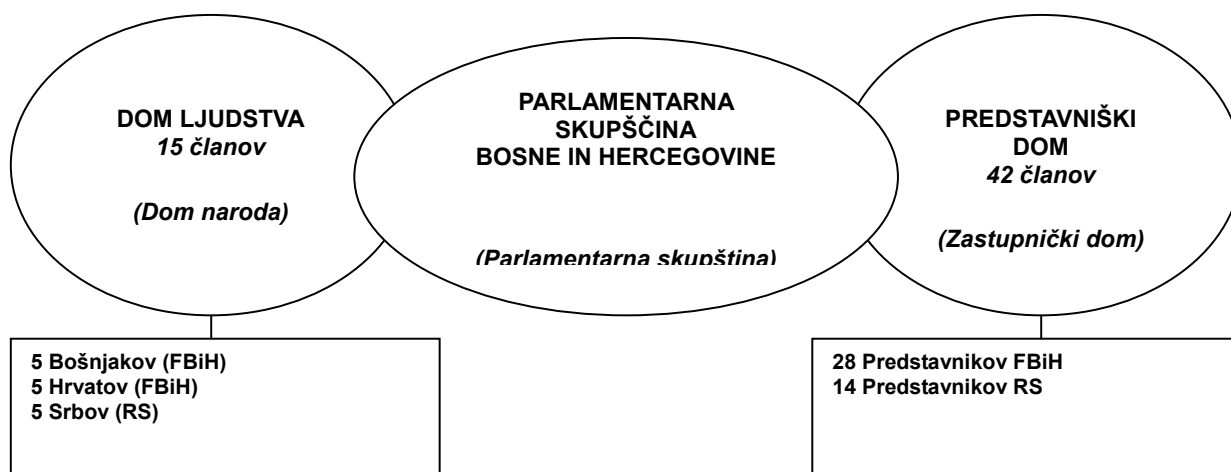 DOM LJUDSTVA
15 članov
(Dom naroda)
PARLAMENTARNA
SKUPŠČINA
BOSNE IN HERCEGOVINE
(Parlamentarna skupština)
PREDSTAVNIŠKI
DOM
42 članov
(Zastupnički dom)
5 Bošnjakov (FBiH)
5 Hrvatov (FBiH)
5 Srbov (RS)
28 Predstavnikov FBiH
14 Predstavnikov RS